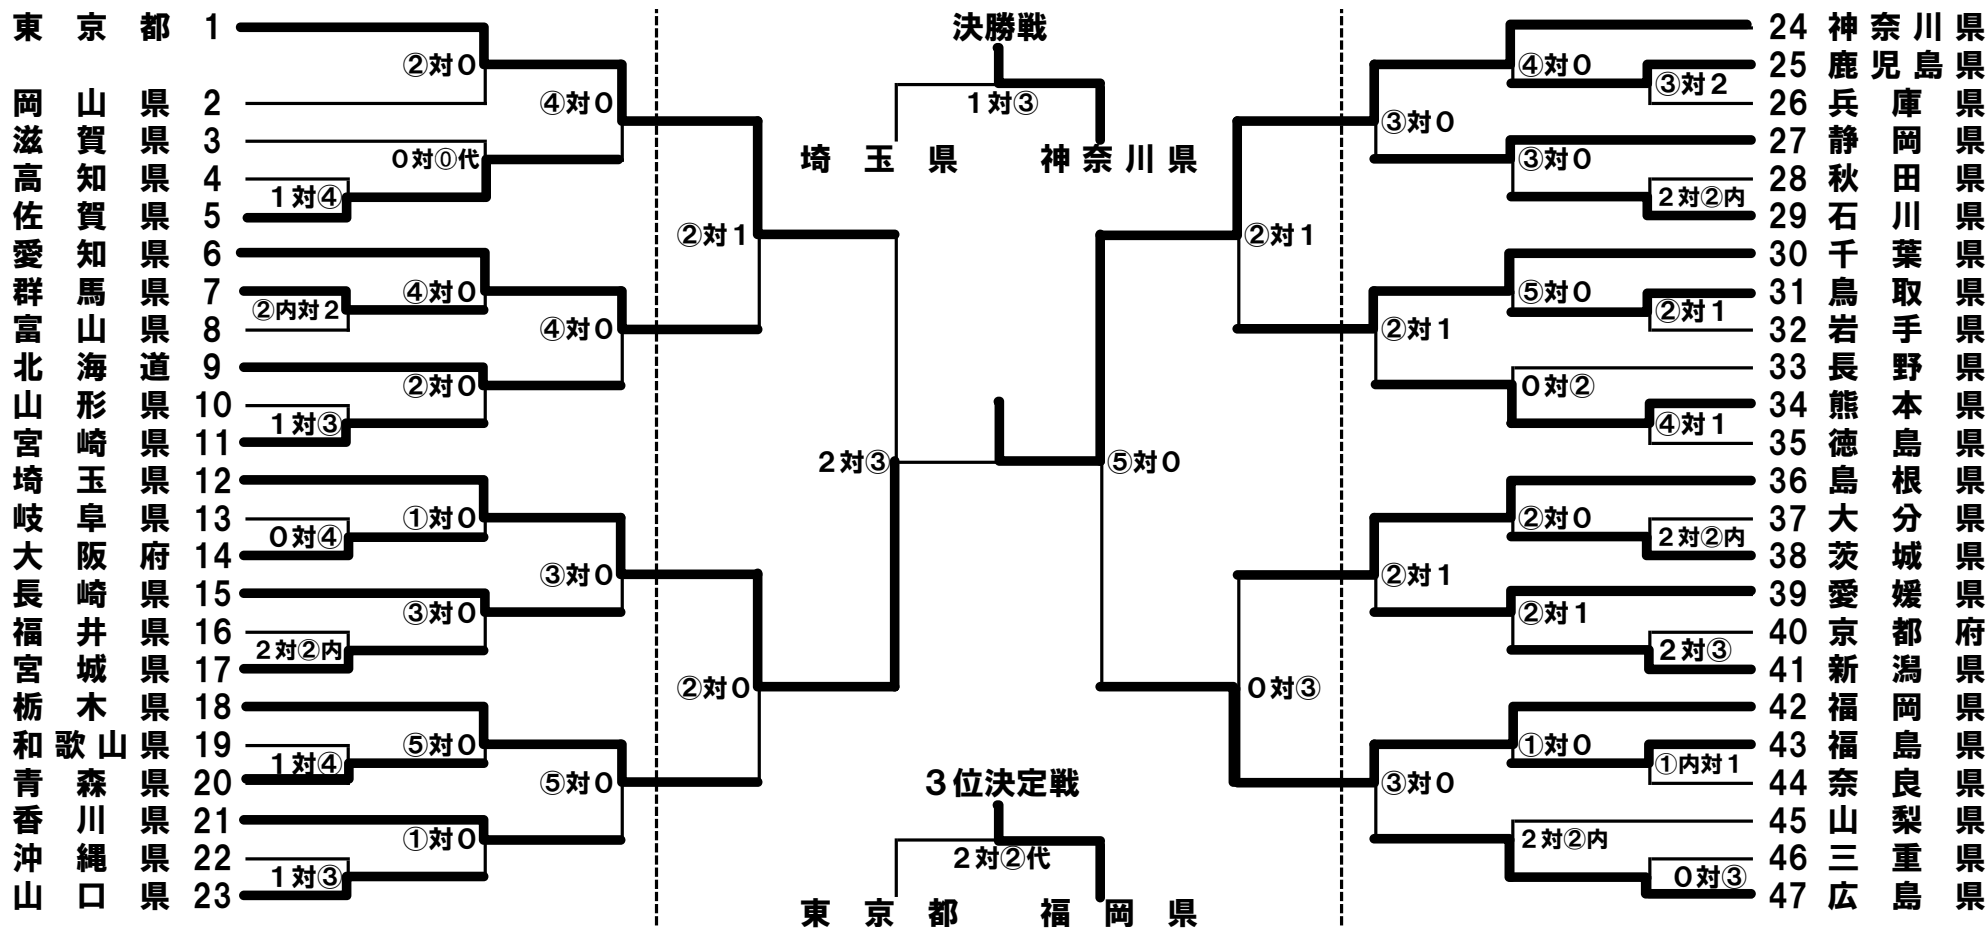 東京都 1
岡山県 2
滋賀県 3
高知県 4
佐賀県 5
愛知県 6
群馬県 7
富山県 8
北海道 9
山形県 10
宮崎県 11
埼玉県 12
岐阜県 13
大阪府 14
長崎県 15
福井県 16
宮城県 17
栃木県 18
和歌山県 19
青森県 20
香川県 21
沖縄県 22
山口県 23
1対④
②内対2
1対③
0対④
2対②内
1対④
1対③
②対0
0対⓪代
④対0
②対0
①対0
③対0
⑤対0
①対0
④対0
④対0
③対0
⑤対0
②対1
②対0
2対③
決勝戦
1対③
埼玉県 神奈川県
3位決定戦
2対②代
東京都 福岡県
⑤対0
②対1
0対③
③対0
②対1
②対1
③対0
④対0
③対0
⑤対0
0対②
②対0
②対1
①対0
2対②内
③対2
2対②内
②対1
④対1
2対②内
2対③
①内対1
0対③
24 神奈川県
25 鹿児島県
26 兵庫県
27 静岡県
28 秋田県
29 石川県
30 千葉県
31 鳥取県
32 岩手県
33 長野県
34 熊本県
35 徳島県
36 島根県
37 大分県
38 茨城県
39 愛媛県
40 京都府
41 新潟県
42 福岡県
43 福島県
44 奈良県
45 山梨県
46 三重県
47 広島県